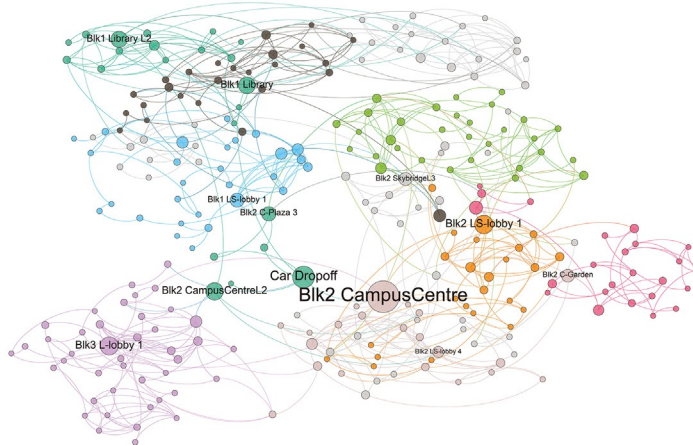 Blk1 Library L2
Blk1 Library
Blk2 SkybridgeL3
Blk1 LS-lobby 1
Blk2 C-Plaza 3
Blk2 LS-lobby 1
Car Dropoff
Blk2 C-Garden
Blk2 CampusCentreL2
Blk2 CampusCentre
Blk3 L-lobby 1
Blk2 LS-lobby 4